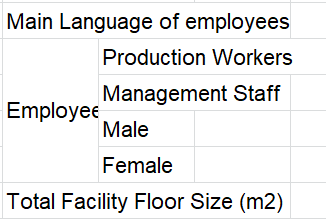 Main Language of employees
Production Workers
Management Staff
Employee
Male
Female
Total Facility Floor Size (m2)